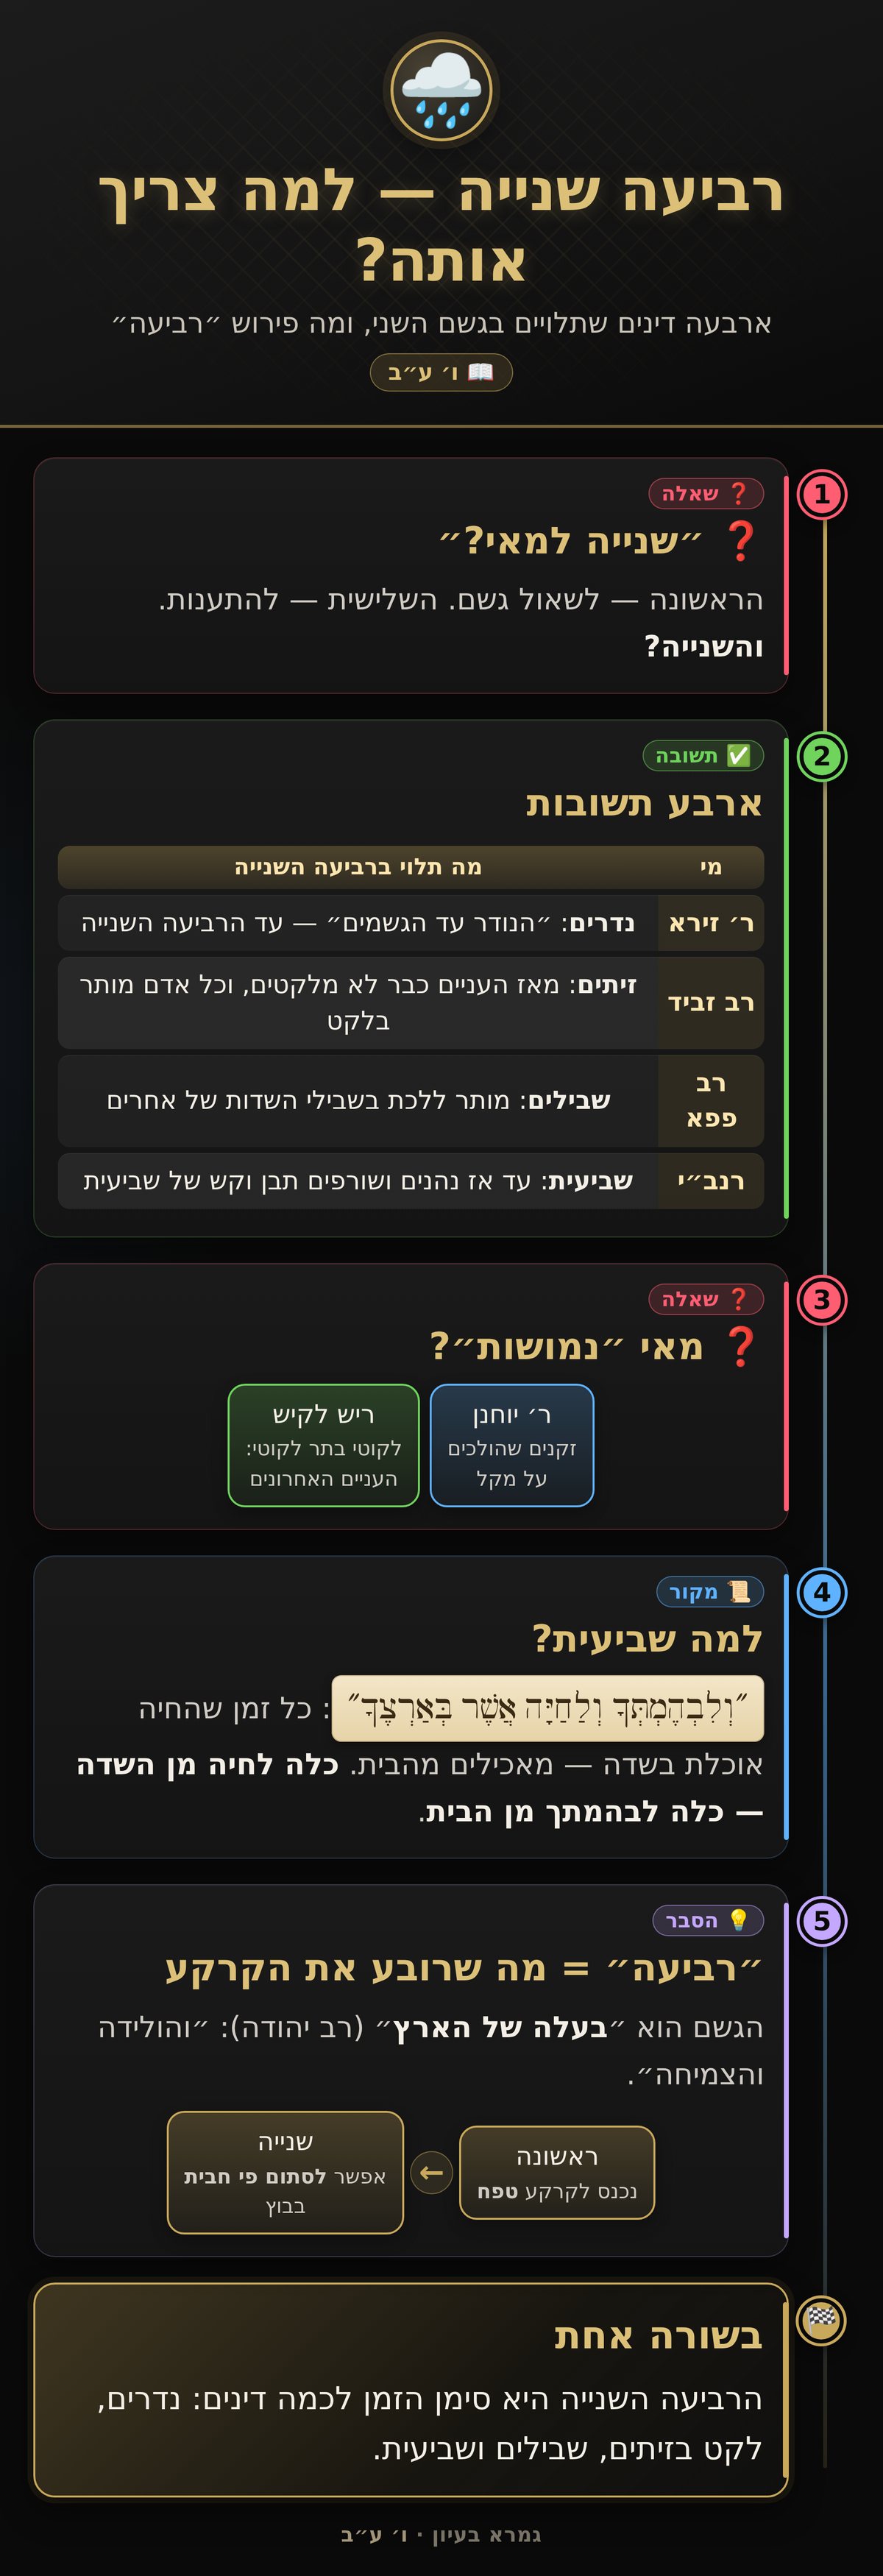 רביעה שנייה — למה צריך
אותה?
ארבעה דינים שתלויים בגשם השני, ומה פירוש ״רביעה״
📖 ו׳ ע״ב
1
❓ שאלה
❓ ״שנייה למאי?״
הראשונה — לשאול גשם. השלישית — להתענות.
והשנייה?
2
✅ תשובה
ארבע תשובות
מי מה תלוי ברביעה השנייה
ר׳ זירא נדרים: ״הנודר עד הגשמים״ — עד הרביעה השנייה
רב זביד זיתים: מאז העניים כבר לא מלקטים, וכל אדם מותר
בלקט
רב
פפא
שבילים: מותר ללכת בשבילי השדות של אחרים
רנב״י שביעית: עד אז נהנים ושורפים תבן וקש של שביעית
3
❓ שאלה
❓ מאי ״נמושות״?
ר׳ יוחנן
זקנים שהולכים
על מקל
ריש לקיש
לקוטי בתר לקוטי:
העניים האחרונים
4
📜 מקור
למה שביעית?
״וְלִבְהֶמְתְּךָ וְלַחַיָּה אֲשֶׁר בְּאַרְצֶךָ״: כל זמן שהחיה
אוכלת בשדה — מאכילים מהבית. כלה לחיה מן השדה
— כלה לבהמתך מן הבית.
5
💡 הסבר
״רביעה״ = מה שרובע את הקרקע
הגשם הוא ״בעלה של הארץ״ (רב יהודה): ״והולידה
והצמיחה״.
ראשונה
נכנס לקרקע טפח
←
שנייה
אפשר לסתום פי חבית
בבוץ
🏁
בשורה אחת
הרביעה השנייה היא סימן הזמן לכמה דינים: נדרים,
לקט בזיתים, שבילים ושביעית.
גמרא בעיון · ו׳ ע״ב